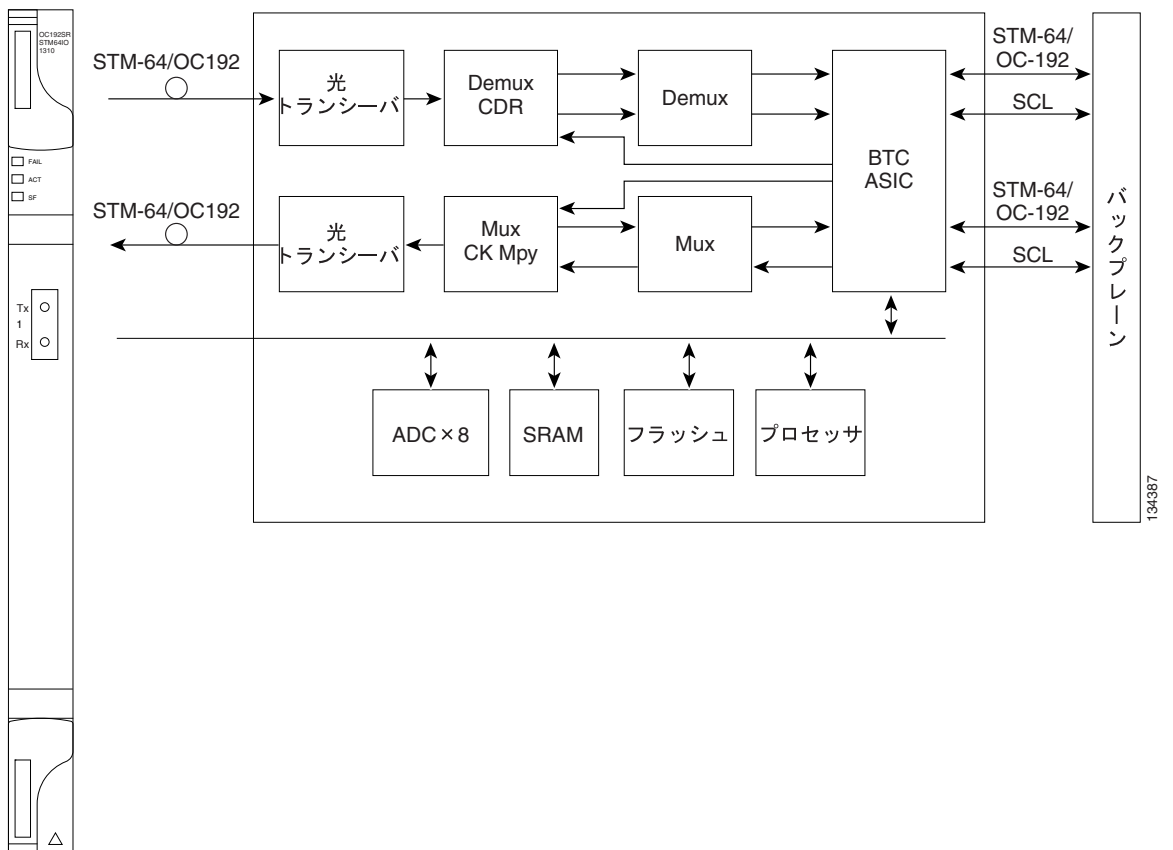 OC192SR
STM64IO
1310
FAIL
ACT
SF
Tx
1
Rx
STM-64/OC192
光
トランシーバ
Demux
CDR
Demux
BTC
ASIC
STM-64/
OC-192
SCL
STM-64/OC192
光
トランシーバ
Mux
CK Mpy
Mux
STM-64/
OC-192
SCL
バックプレーン
ADC×8
SRAM
フラッシュ
プロセッサ
134387